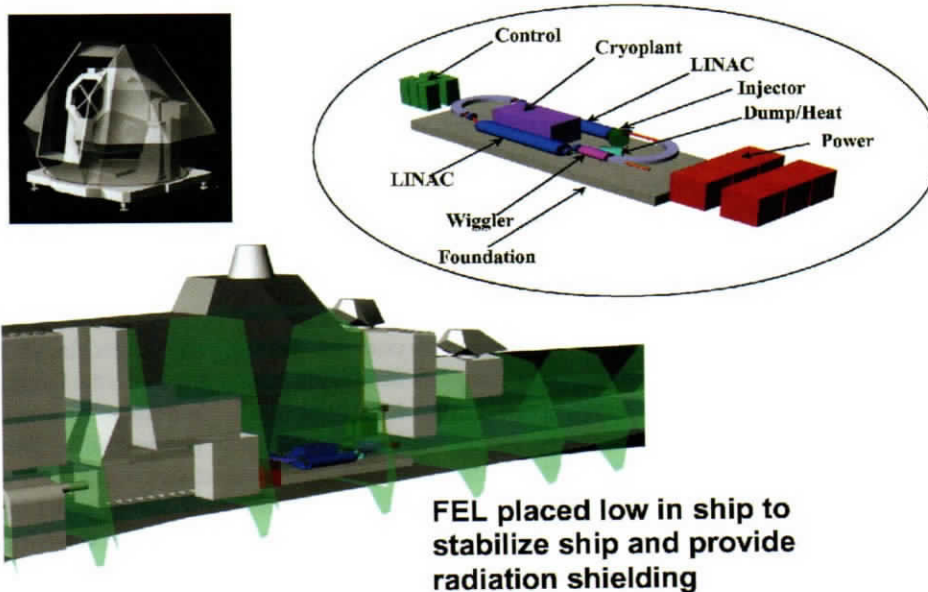 Control
Cryoplant
LINAC
Injector
Dump/Heat
Power
LINAC
Wiggler
Foundation
FEL placed low in ship to
stabilize ship and provide
radiation shielding